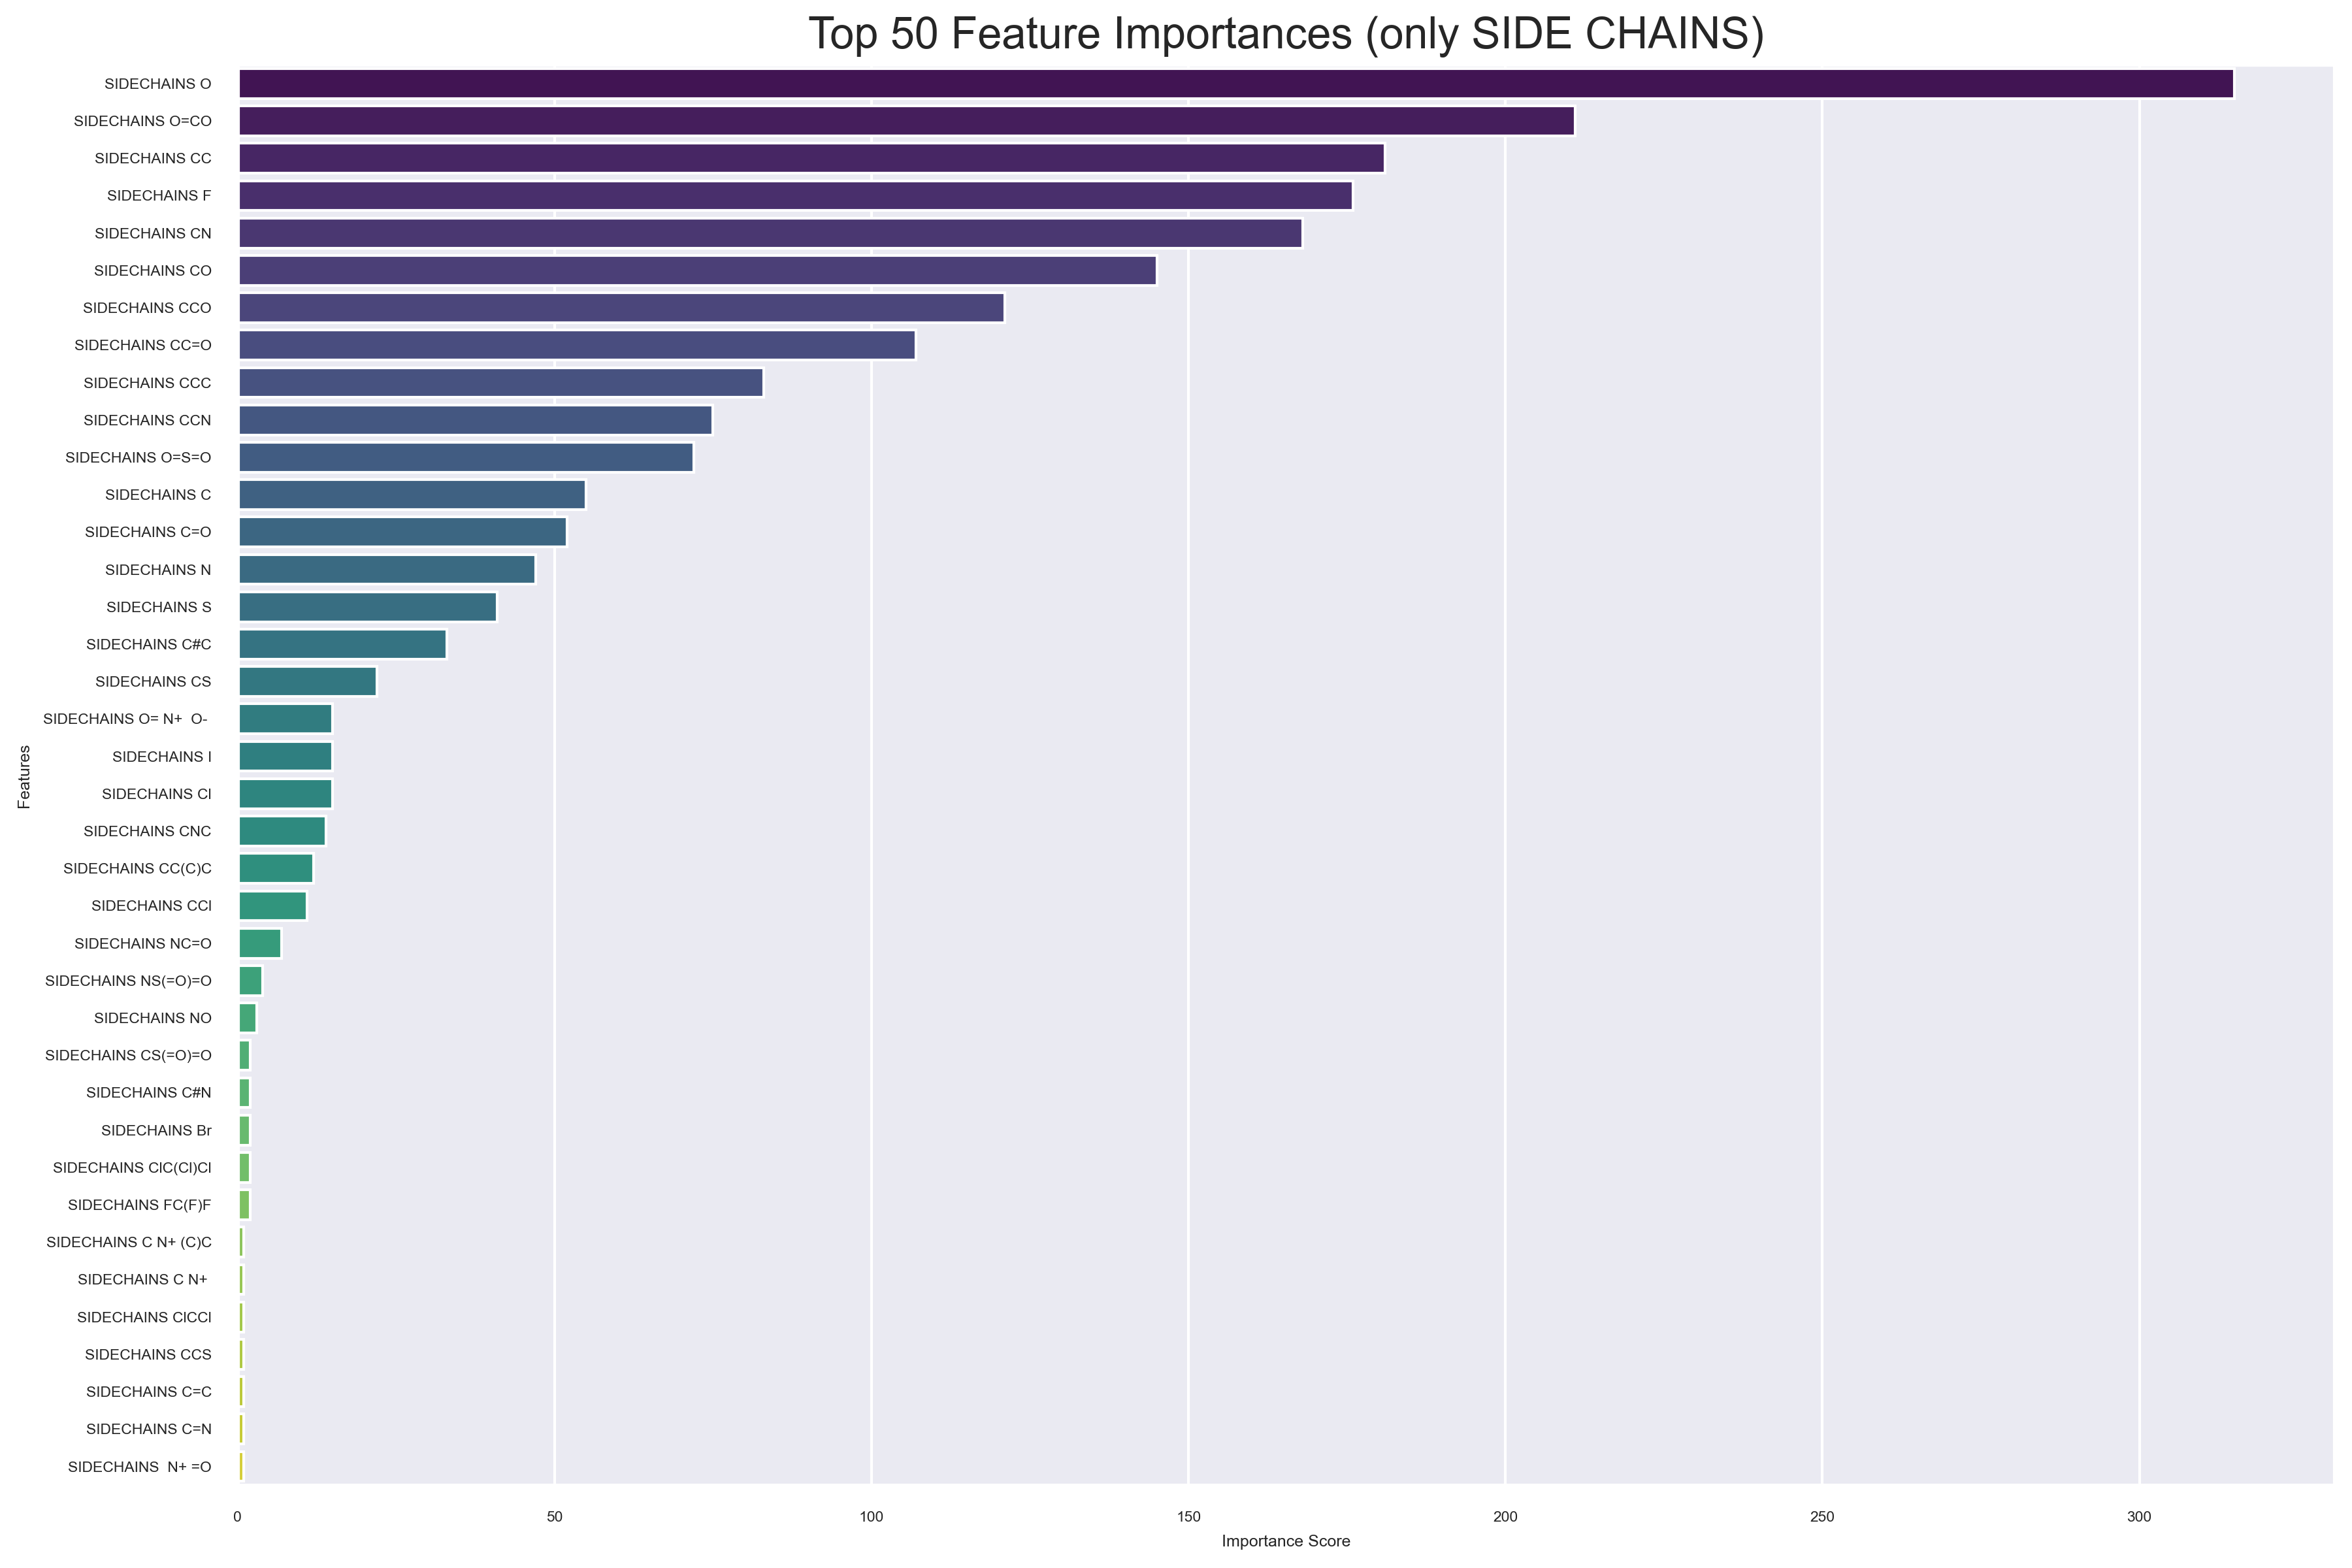 Top 50 Feature Importances (only SIDE CHAINS)
SIDECHAINS O
SIDECHAINS O=CO
SIDECHAINS CC
SIDECHAINS F
SIDECHAINS CN
SIDECHAINS CO
SIDECHAINS CCO
SIDECHAINS CC=O
SIDECHAINS CCC
SIDECHAINS CCN
SIDECHAINS O=S=O
SIDECHAINS C
SIDECHAINS C=O
SIDECHAINS N
SIDECHAINS S
SIDECHAINS C#C
SIDECHAINS CS
SIDECHAINS O= N+  O-
SIDECHAINS I
SIDECHAINS Cl
SIDECHAINS CNC
SIDECHAINS CC(C)C
SIDECHAINS CCl
SIDECHAINS NC=O
SIDECHAINS NS(=O)=O
SIDECHAINS NO
SIDECHAINS CS(=O)=O
SIDECHAINS C#N
SIDECHAINS Br
SIDECHAINS ClC(Cl)Cl
SIDECHAINS FC(F)F
SIDECHAINS C N+ (C)C
SIDECHAINS C N+
SIDECHAINS ClCCl
SIDECHAINS CCS
SIDECHAINS C=C
SIDECHAINS C=N
SIDECHAINS  N+ =O
Features
0 50 100 150 200 250 300
Importance Score